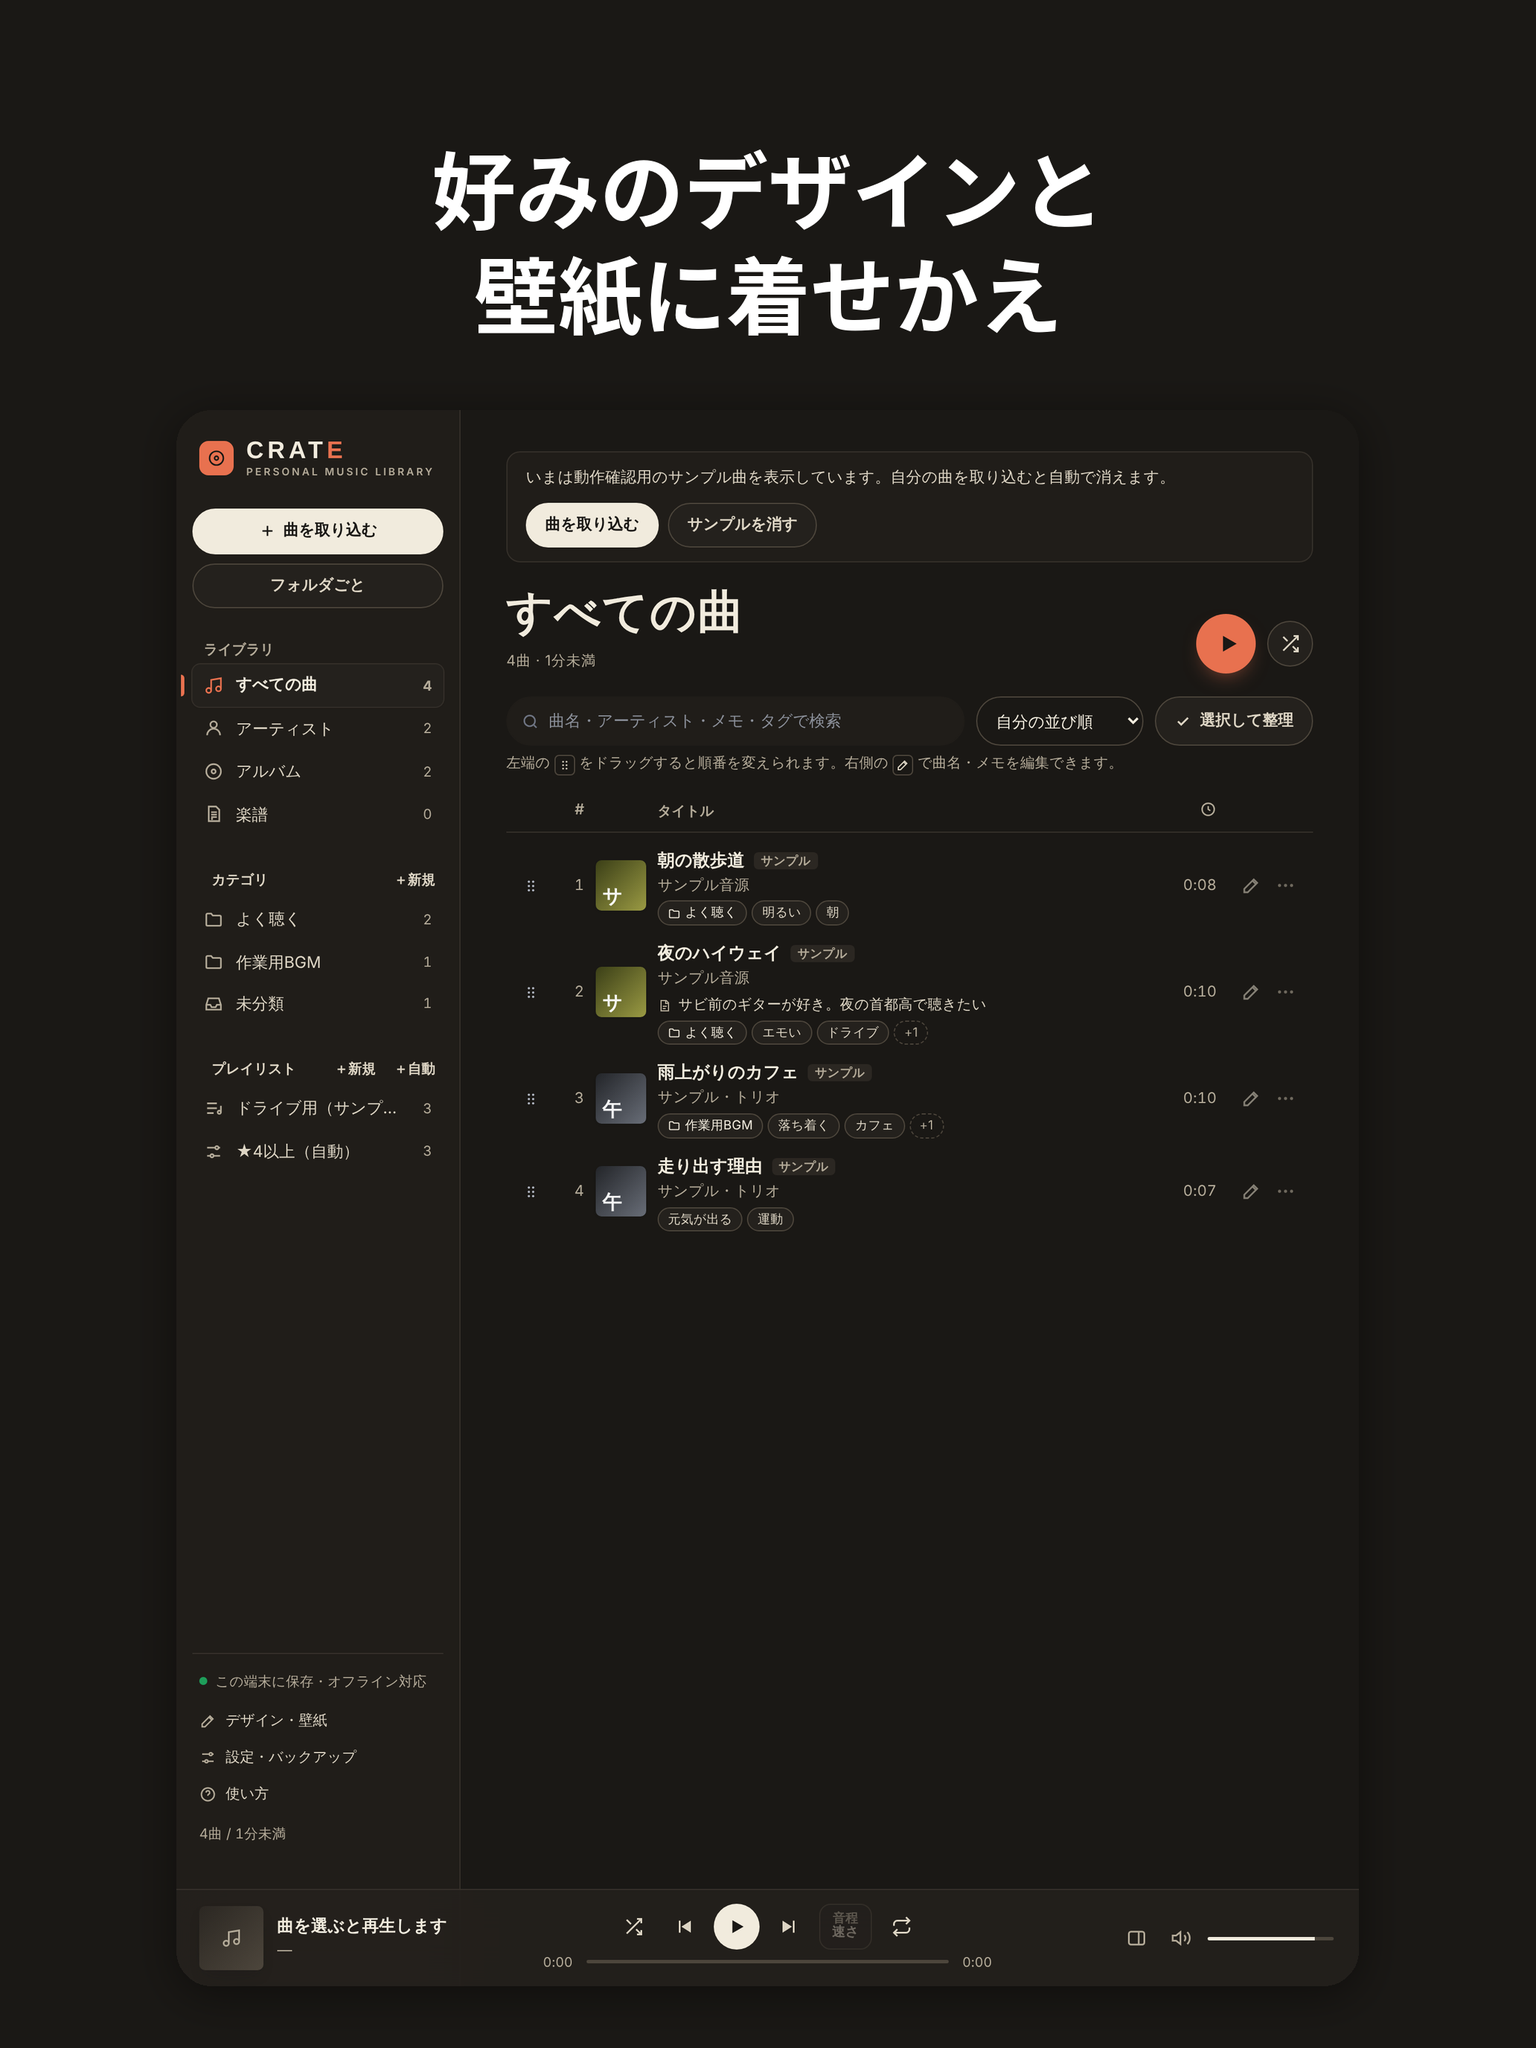 好みのデザインと
壁紙に着せかえ
CRATE
PERSONAL MUSIC LIBRARY
+ 曲を取り込む
フォルダごと
ライブラリ
すべての曲 4
アーティスト 2
アルバム 2
楽譜 0
カテゴリ +新規
よく聴く 2
作業用BGM 1
未分類 1
プレイリスト +新規 +自動
ドライブ用（サンプ... 3
★4以上（自動） 3
この端末に保存・オフライン対応
デザイン・壁紙
設定・バックアップ
使い方
4曲 / 1分未満
いまは動作確認用のサンプル曲を表示しています。自分の曲を取り込むと自動で消えます。
曲を取り込む サンプルを消す
すべての曲
4曲・1分未満
曲名・アーティスト・メモ・タグで検索 自分の並び順 選択して整理
左端の をドラッグすると順番を変えられます。右側の で曲名・メモを編集できます。
# タイトル
1 サ 朝の散歩道 サンプル 0:08
サンプル音源
よく聴く 明るい 朝
2 サ 夜のハイウェイ サンプル 0:10
サンプル音源
サビ前のギターが好き。夜の首都高で聴きたい
よく聴く エモい ドライブ +1
3 午 雨上がりのカフェ サンプル 0:10
サンプル・トリオ
作業用BGM 落ち着く カフェ +1
4 午 走り出す理由 サンプル 0:07
サンプル・トリオ
元気が出る 運動
曲を選ぶと再生します
—
音程
速さ
0:00 0:00